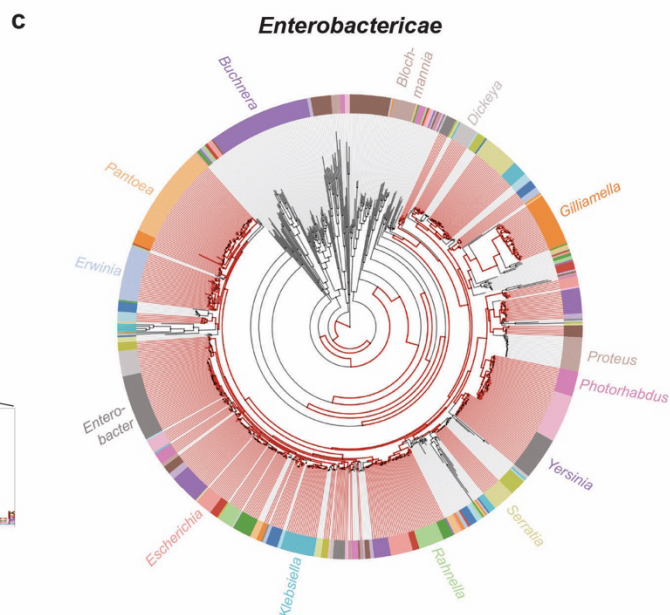 c
Enterobactericae
Buchnera
Bloch-
mannia
Dickeya
Pantoea
Gilliamella
Erwinia
Proteus
Photorhabdus
Entero-
bacter
Yersinia
Serratia
Escherichia
Klebsiella
Rahnella